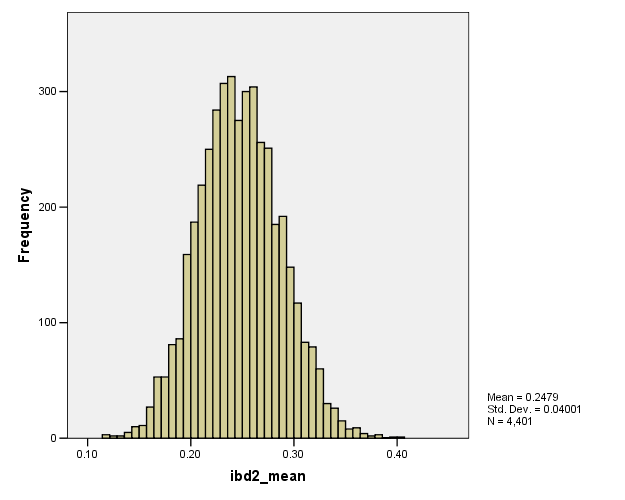 300
200
100
0
Frequency
0.10 0.20 0.30 0.40
ibd2_mean
Mean = 0.2479
Std. Dev. = 0.04001
N = 4,401